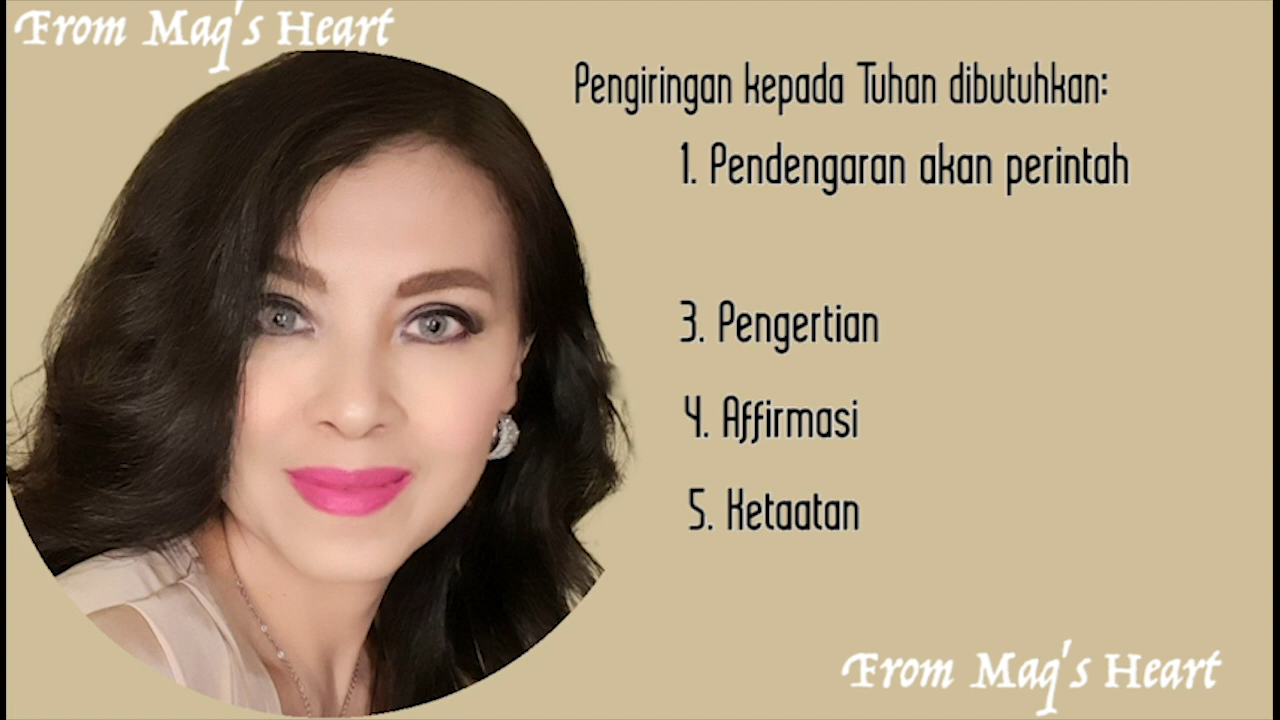 From Maq's Heart
Pengiringan kepada Tuhan dibutuhkan:
1. Pendengaran akan perintah
3. Pengertian
4. Affirmasi
5. Ketaatan
From Maq's Heart